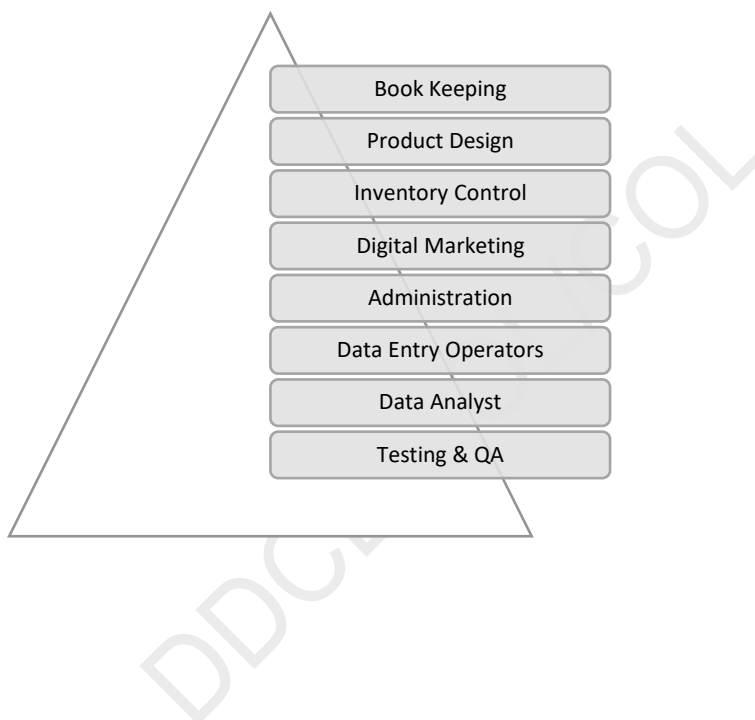 Book Keeping
Product Design
Inventory Control
Digital Marketing
Administration
Data Entry Operators
Data Analyst
Testing & QA